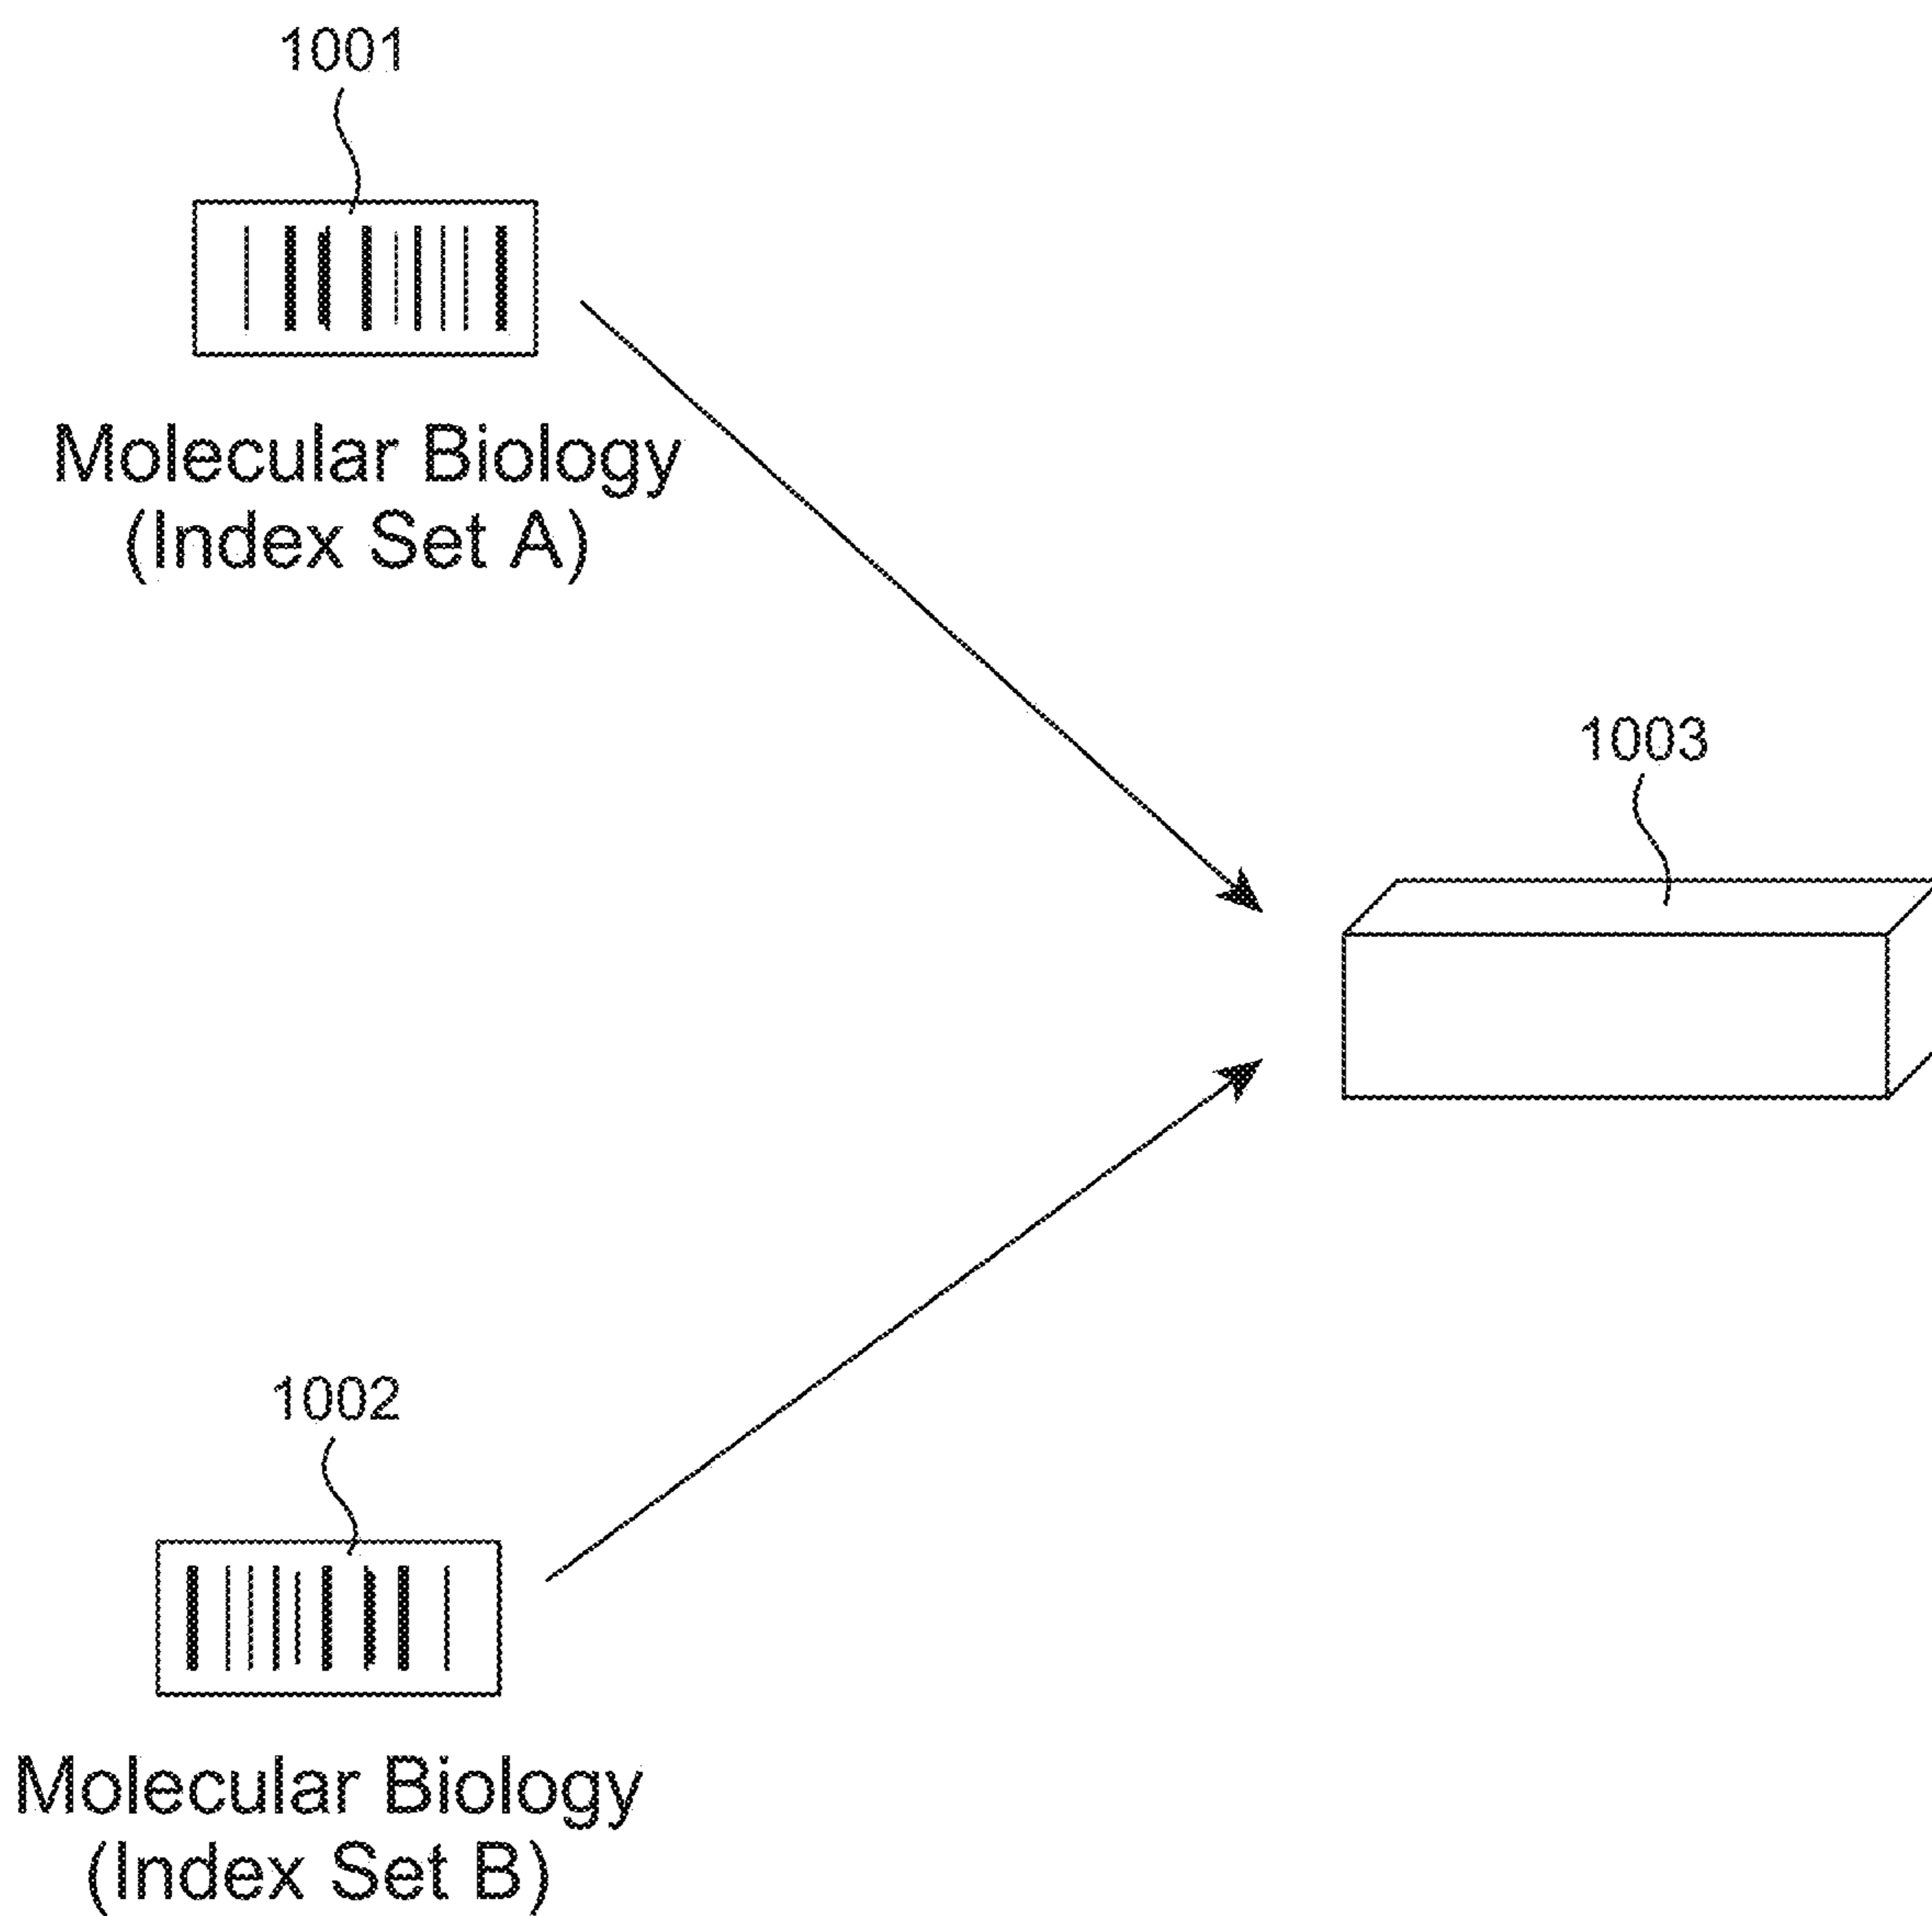 1001
Molecular Biology
(Index Set A)
1003
1002
Molecular Biology
(Index Set B)